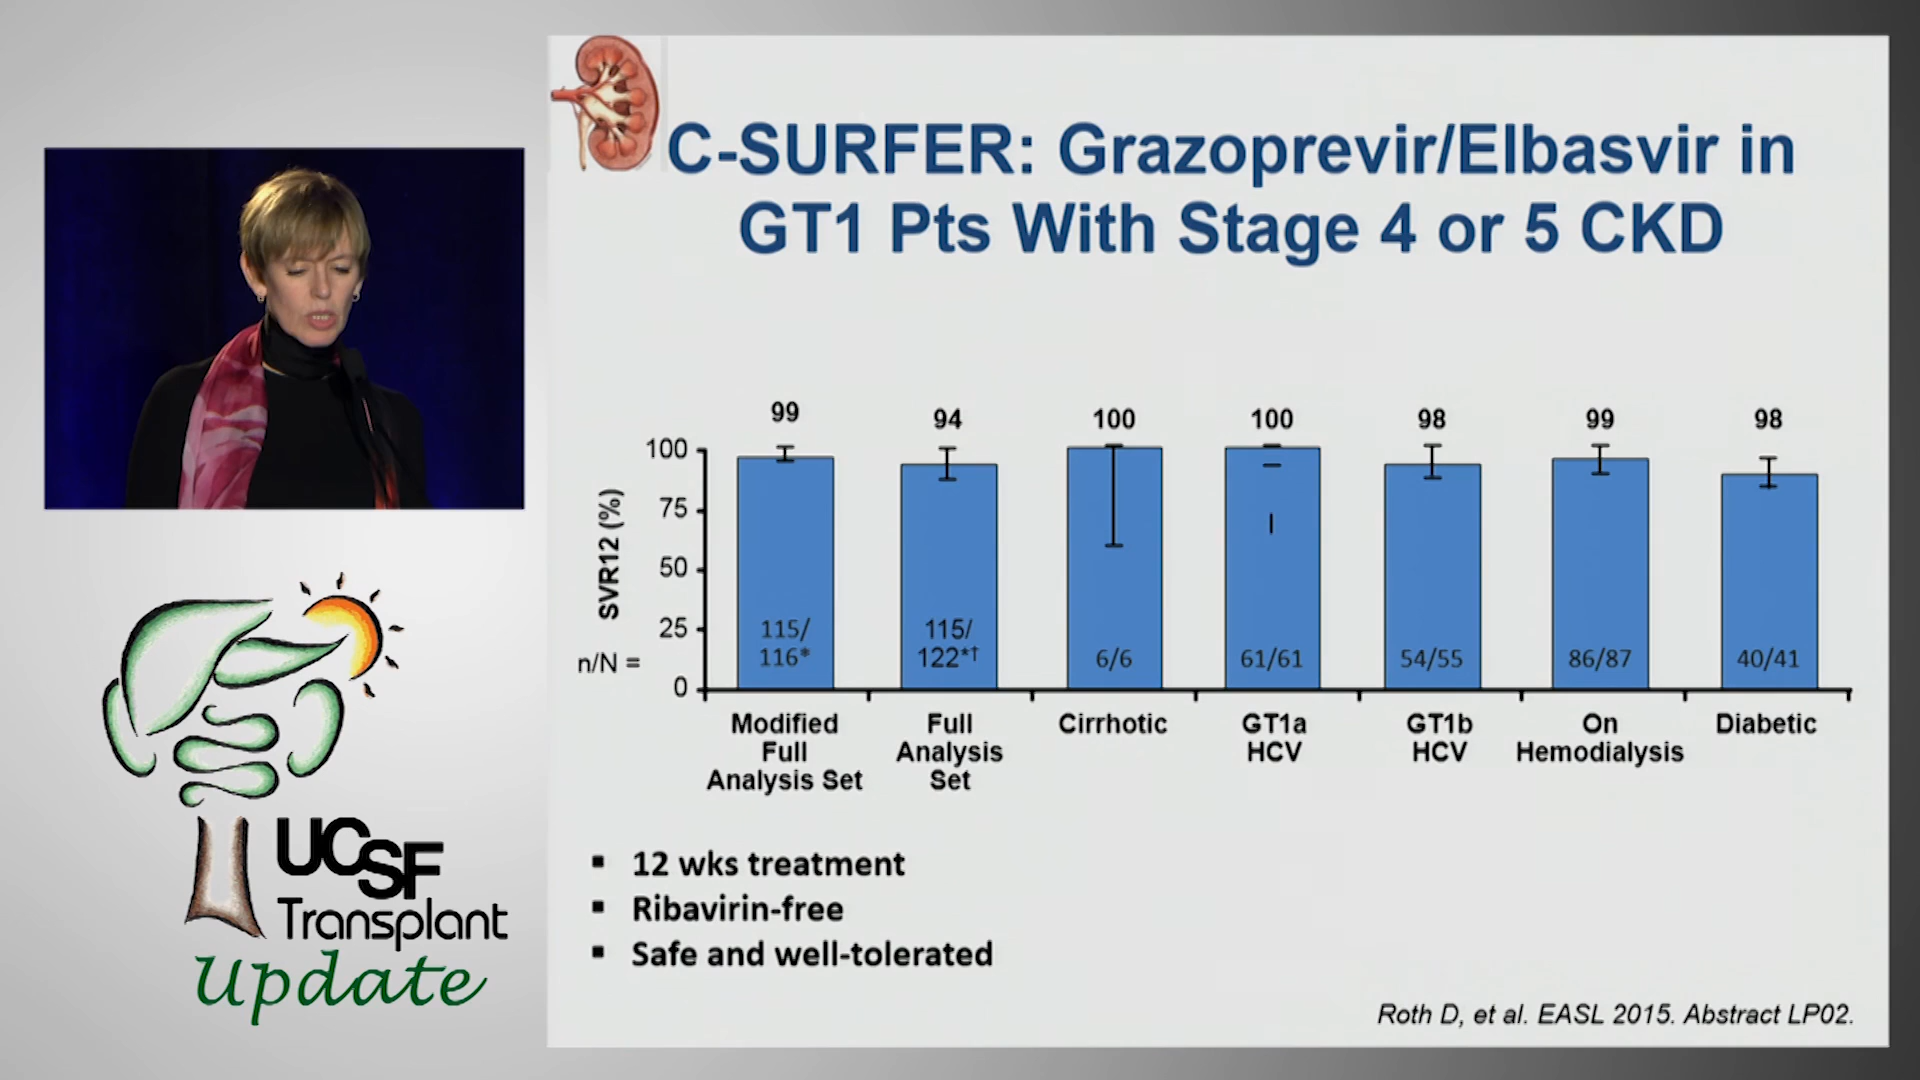 C-SURFER: Grazoprevir/Elbasvir in
GT1 Pts With Stage 4 or 5 CKD
99
94
100
100
98
99
98
SVR12 (%)
100
75
50
25
0
n/N =
115/
116*
115/
122*†
6/6
61/61
54/55
86/87
40/41
Modified
Full
Analysis Set
Full
Analysis
Set
Cirrhotic
GT1a
HCV
GT1b
HCV
On
Hemodialysis
Diabetic
▪ 12 wks treatment
▪ Ribavirin-free
▪ Safe and well-tolerated
Roth D, et al. EASL 2015. Abstract LP02.
UCSF
Transplant
Update